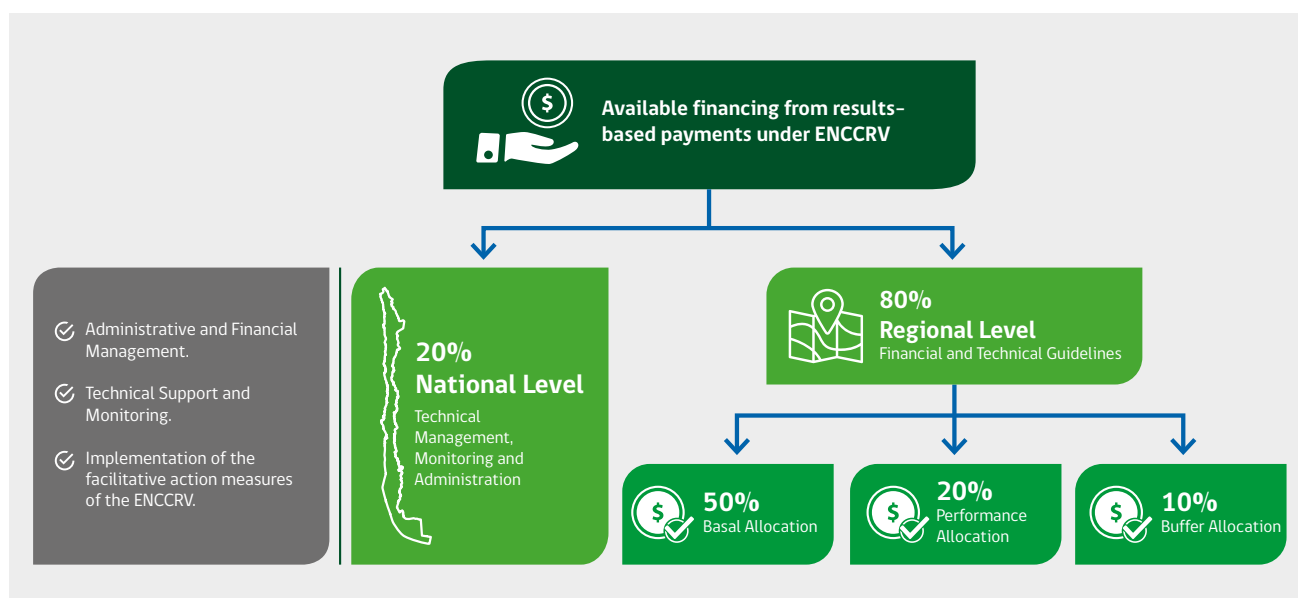 $
Available financing from results-
based payments under ENCCRV
Administrative and Financial
Management.
Technical Support and
Monitoring.
Implementation of the
facilitative action measures
of the ENCCRV.
20%
National Level
Technical
Management,
Monitoring and
Administration
80%
Regional Level
Financial and Technical Guidelines
$
50%
Basal Allocation
$
20%
Performance
Allocation
$
10%
Buffer Allocation